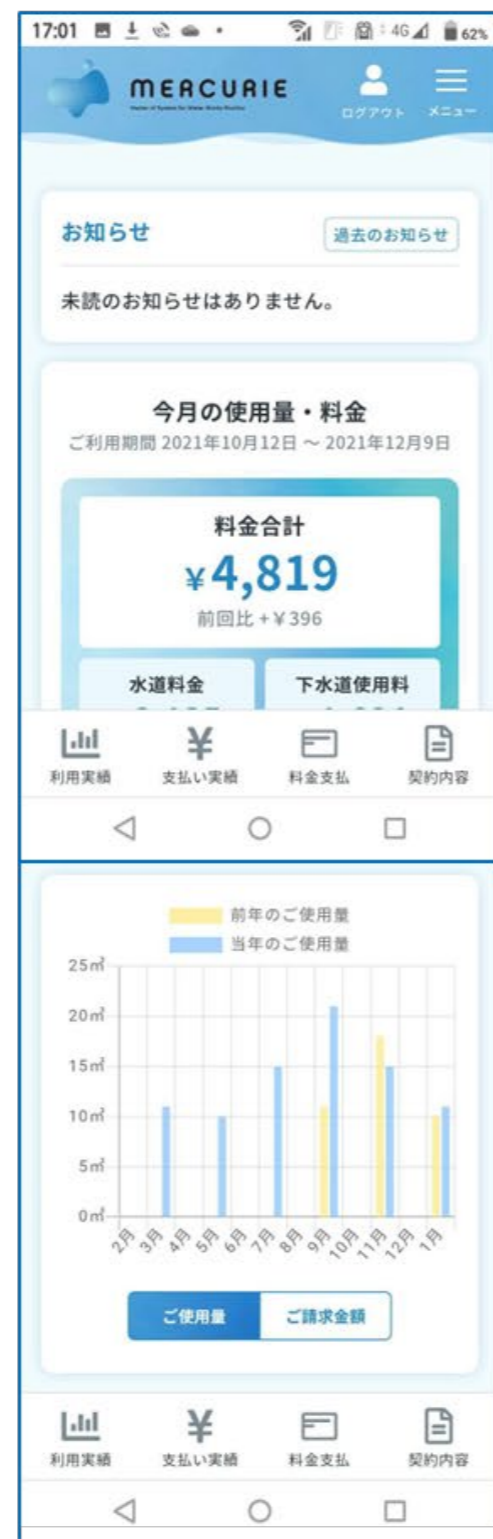 17:01 4G 62%
MERCURIE
ログアウト メニュー
お知らせ 過去のお知らせ
未読のお知らせはありません。
今月の使用量・料金
ご利用期間 2021年10月12日 ～ 2021年12月9日
料金合計
¥4,819
前回比 +¥396
水道料金 下水道使用料
利用実績 支払い実績 料金支払 契約内容
前年のご使用量
当年のご使用量
25㎥
20㎥
15㎥
10㎥
5㎥
0㎥
2月 3月 4月 5月 6月 7月 8月 9月 10月 11月 12月 1月
ご使用量 ご請求金額
利用実績 支払い実績 料金支払 契約内容